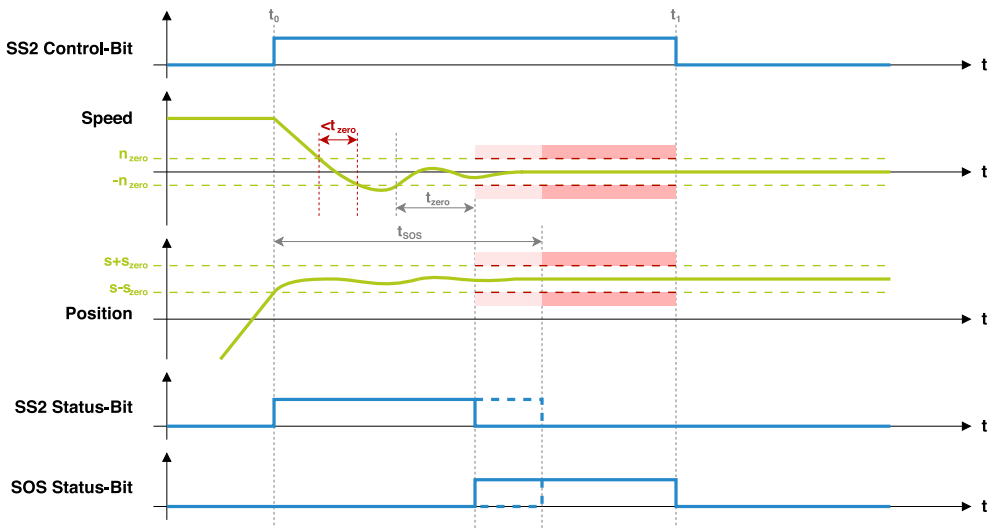 t0 t1
SS2 Control-Bit t
Speed
<t zero
nzero
-nzero t
tzero
tSOS
s+szero
s-szero
Position t
SS2 Status-Bit t
SOS Status-Bit t